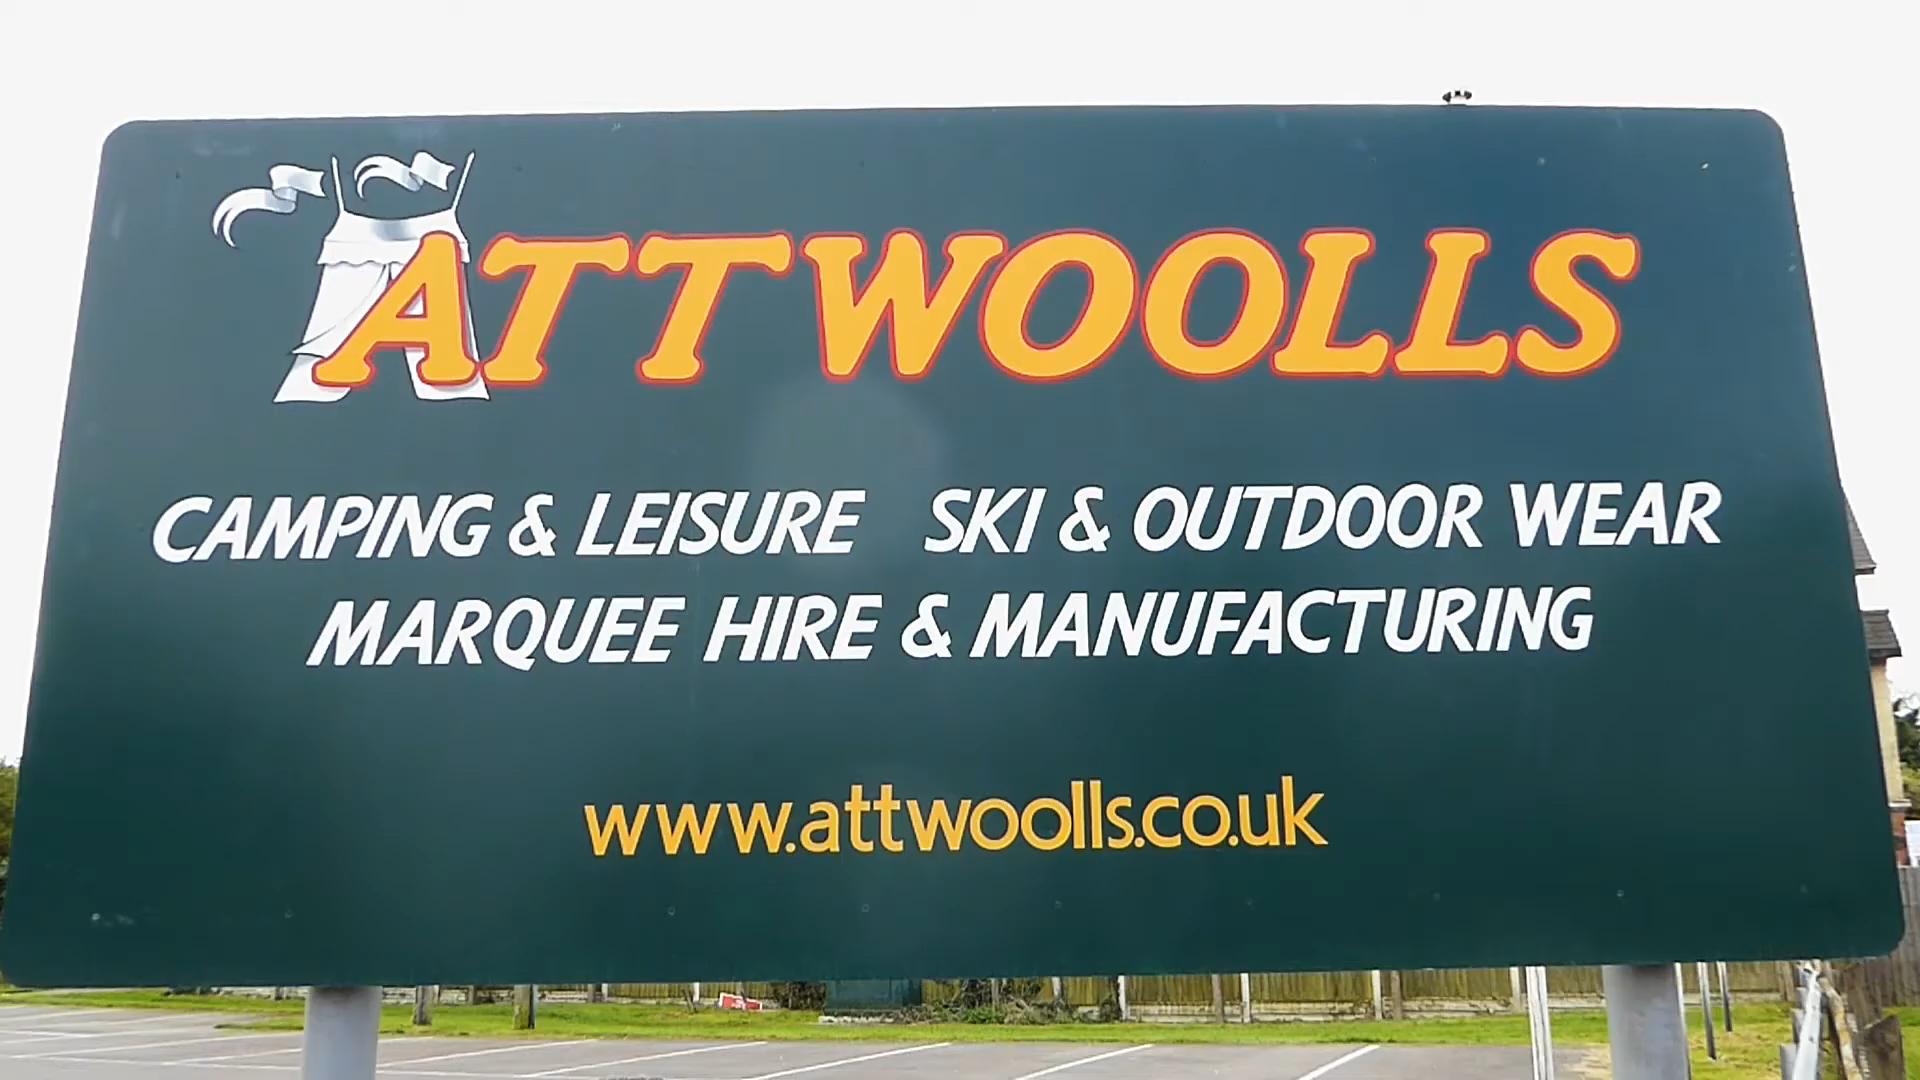 ATTWOOLLS
CAMPING & LEISURE SKI & OUTDOOR WEAR
MARQUEE HIRE & MANUFACTURING
www.attwoolls.co.uk